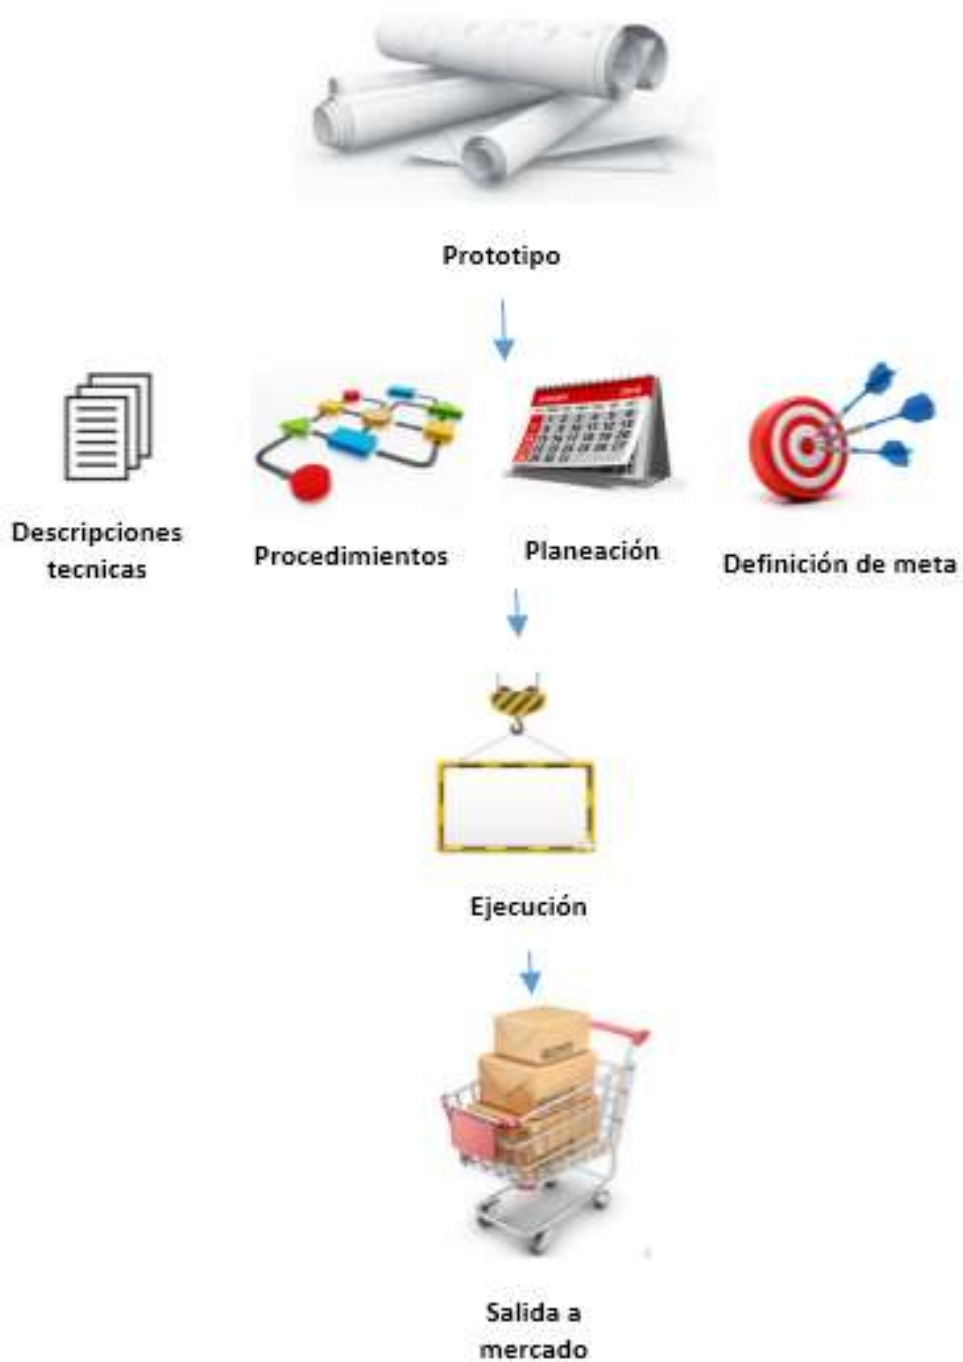 Prototipo
Descripciones
tecnicas
Procedimientos
Planeación
Definición de meta
Ejecución
Salida a
mercado